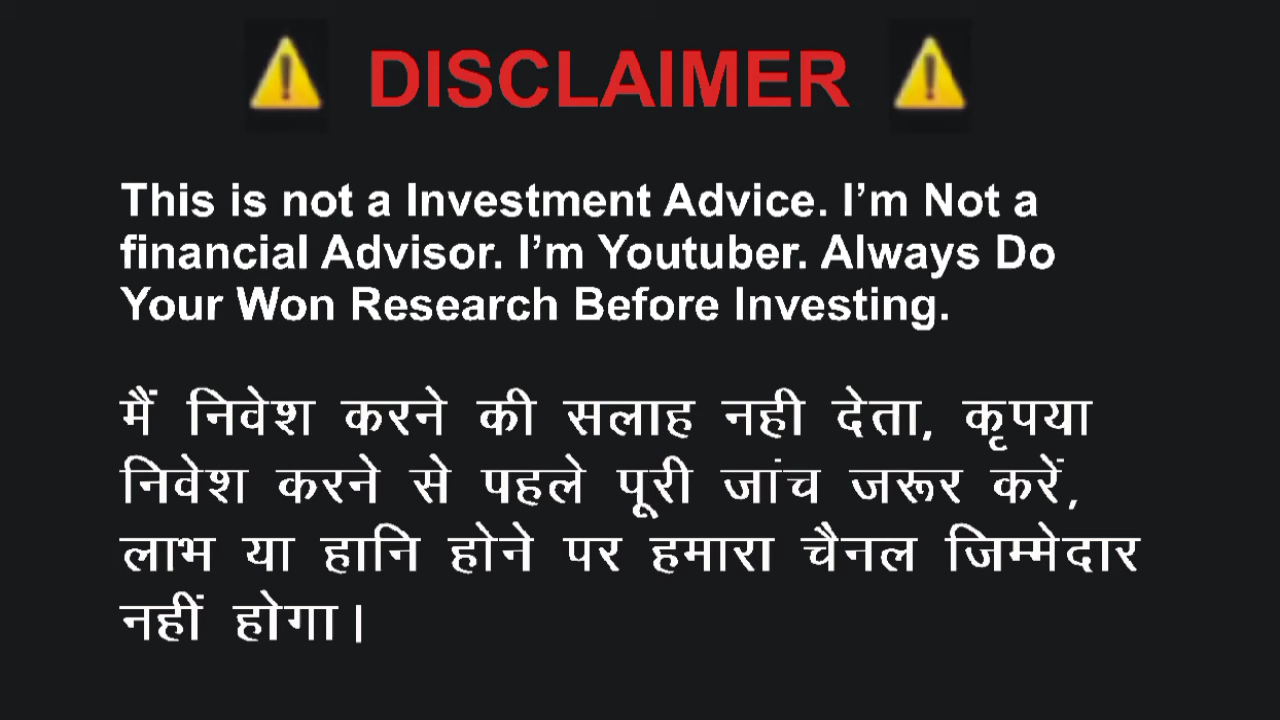 ⚠️ DISCLAIMER ⚠️
This is not a Investment Advice. I’m Not a
financial Advisor. I’m Youtuber. Always Do
Your Won Research Before Investing.
मैं निवेश करने की सलाह नही देता, कृपया
निवेश करने से पहले पूरी जांच जरूर करें,
लाभ या हानि होने पर हमारा चैनल जिम्मेदार
नहीं होगा।